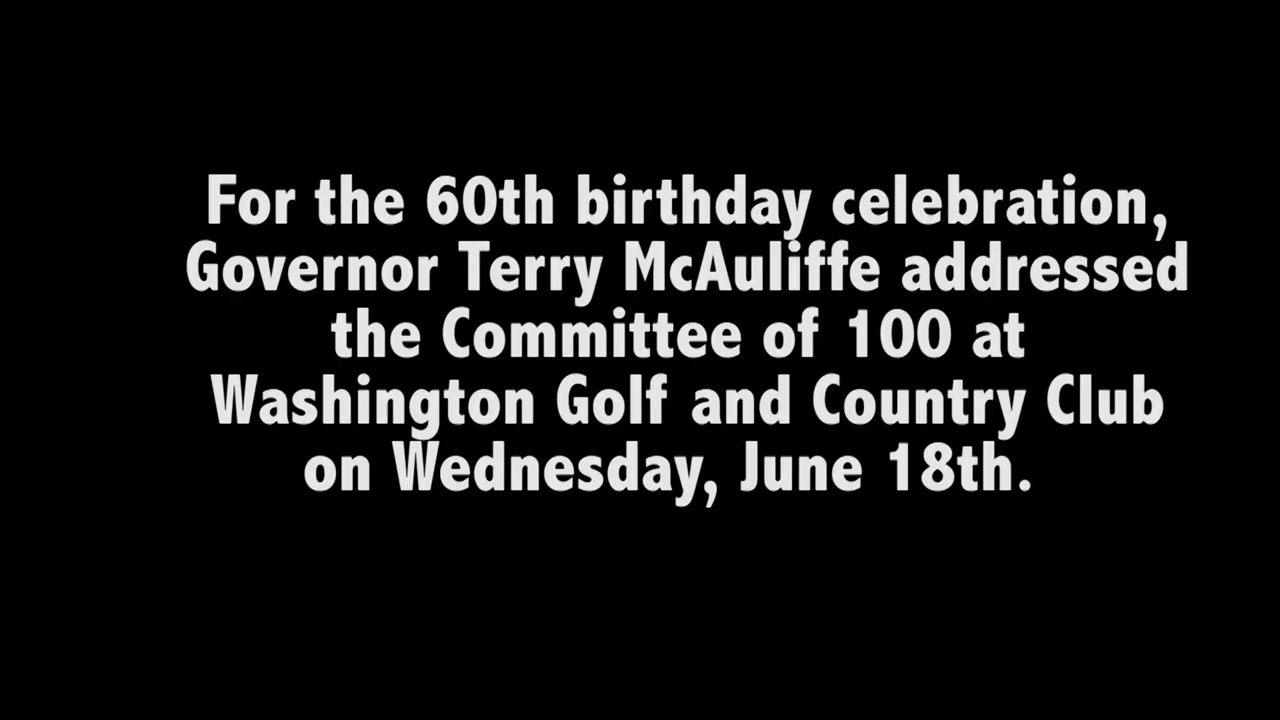 For the 60th birthday celebration,
Governor Terry McAuliffe addressed
the Committee of 100 at
Washington Golf and Country Club
on Wednesday, June 18th.